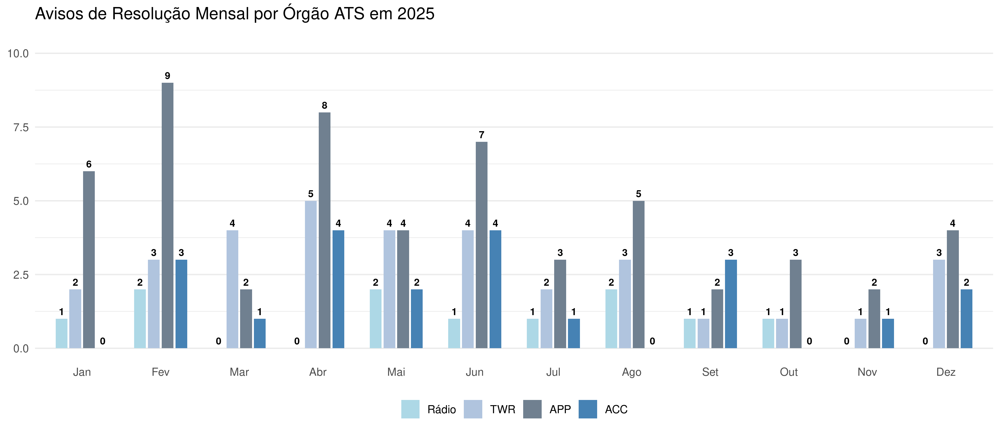 Avisos de Resolução Mensal por Órgão ATS em 2025
10.0
7.5
5.0
2.5
0.0
1 2 6 0
2 3 9 3
0 4 2 1
0 5 8 4
2 4 4 2
1 4 7 4
1 2 3 1
2 3 5 0
1 1 2 3
1 1 3 0
0 1 2 1
0 3 4 2
Jan Fev Mar Abr Mai Jun Jul Ago Set Out Nov Dez
Rádio TWR APP ACC